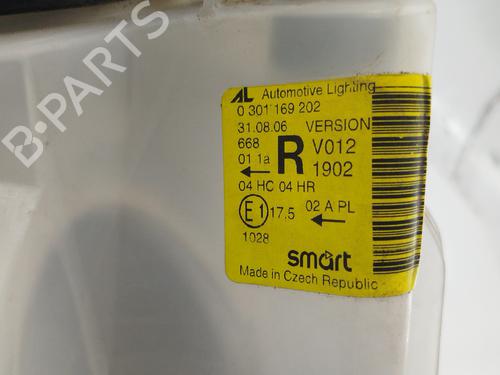 AL Automotive Lighting
0 301 169 202
31.08.06 VERSION
668 R V012
01 1a 1902
04 HC 04 HR
E1 17.5 02 A PL
1028
smart
Made in Czech Republic
B-PARTS